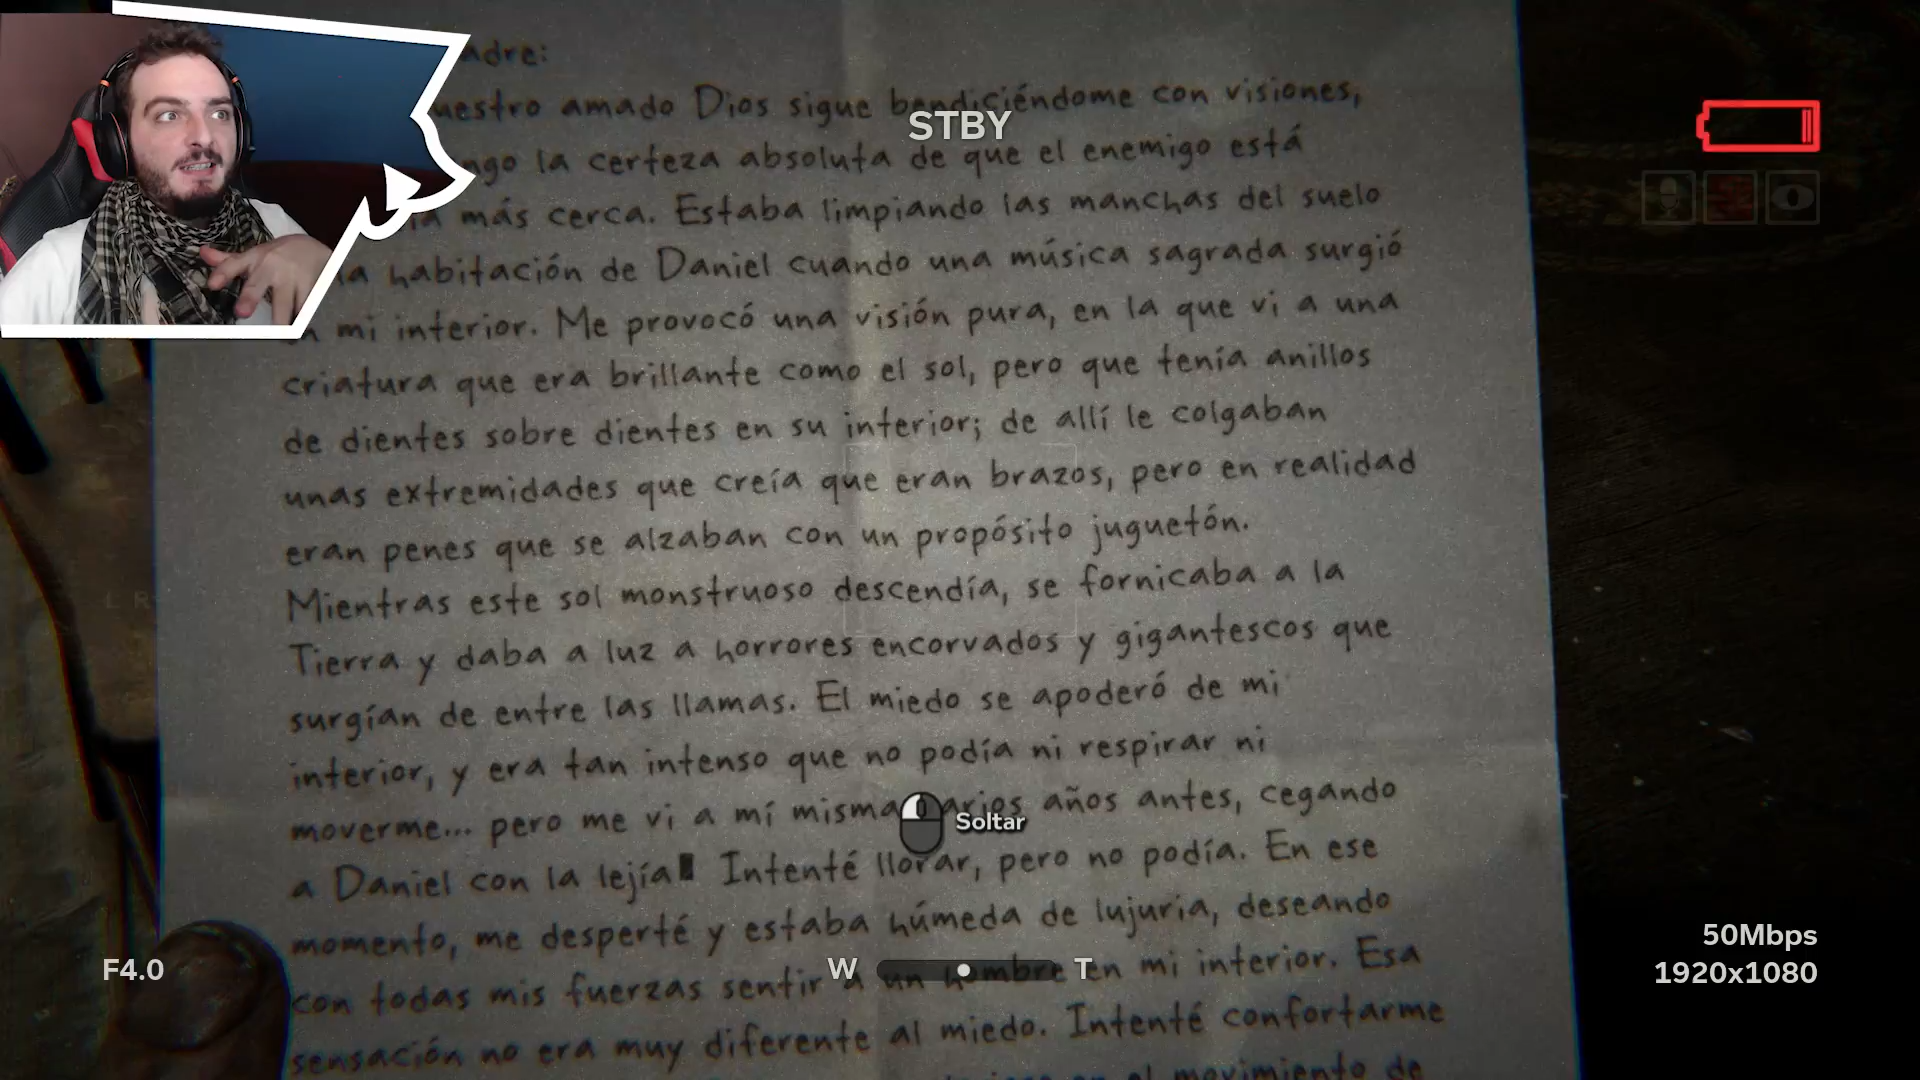 adre:
uestro amado Dios sigue bendiciéndome con visiones,
STBY
ngo la certeza absoluta de que el enemigo está
más cerca. Estaba limpiando las manchas del suelo
la habitación de Daniel cuando una música sagrada surgió
mi interior. Me provocó una visión pura, en la que vi a una
criatura que era brillante como el sol, pero que tenía anillos
de dientes sobre dientes en su interior; de allí le colgaban
unas extremidades que creía que eran brazos, pero en realidad
eran penes que se alzaban con un propósito juguetón.
Mientras este sol monstruoso descendía, se fornicaba a la
Tierra y daba a luz a horrores encorvados y gigantescos que
surgían de entre las llamas. El miedo se apoderó de mi
interior, y era tan intenso que no podía ni respirar ni
moverme... pero me vi a mí misma varios años antes, cegando
Soltar
a Daniel con la lejía Intenté llorar, pero no podía. En ese
momento, me desperté y estaba húmeda de lujuria, deseando
con todas mis fuerzas sentir a un hombre en mi interior. Esa
sensación no era muy diferente al miedo. Intenté confortarme
en el movimiento de
F4.0
W T
50Mbps
1920x1080
L R